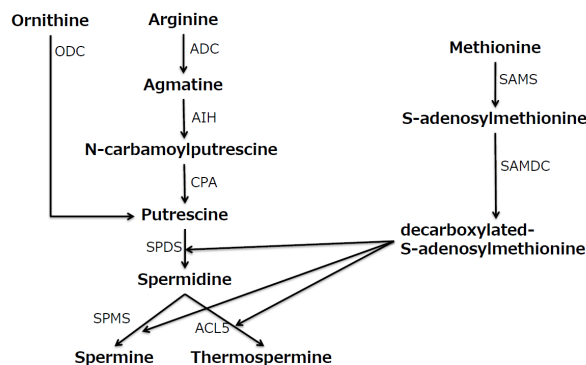 Ornithine
Arginine
ODC
ADC
Methionine
Agmatine
SAMS
AIH
S-adenosylmethionine
N-carbamoylputrescine
SAMDC
CPA
Putrescine
decarboxylated-
S-adenosylmethionine
SPDS
Spermidine
SPMS
ACL5
Spermine
Thermospermine